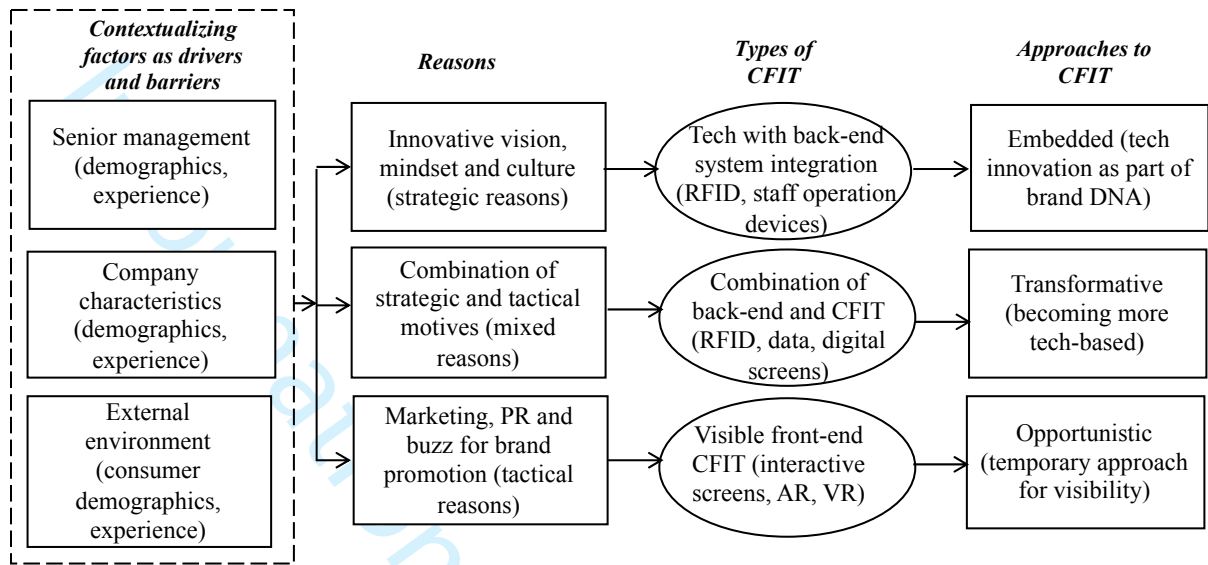 Contextualizing
factors as drivers
and barriers
Senior management
(demographics,
experience)
Company
characteristics
(demographics,
experience)
External
environment
(consumer
demographics,
experience)
Reasons
Innovative vision,
mindset and culture
(strategic reasons)
Combination of
strategic and tactical
motives (mixed
reasons)
Marketing, PR and
buzz for brand
promotion (tactical
reasons)
Types of
CFIT
Tech with back-end
system integration
(RFID, staff operation
devices)
Combination of
back-end and CFIT
(RFID, data, digital
screens)
Visible front-end
CFIT (interactive
screens, AR, VR)
Approaches to
CFIT
Embedded (tech
innovation as part of
brand DNA)
Transformative
(becoming more
tech-based)
Opportunistic
(temporary approach
for visibility)